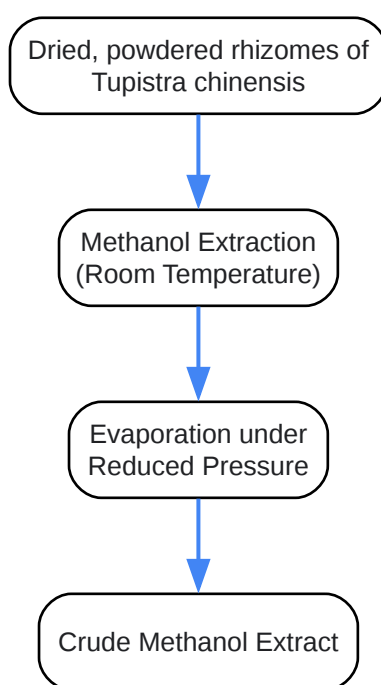 Dried, powdered rhizomes of
Tupistra chinensis
Methanol Extraction
(Room Temperature)
Evaporation under
Reduced Pressure
Crude Methanol Extract